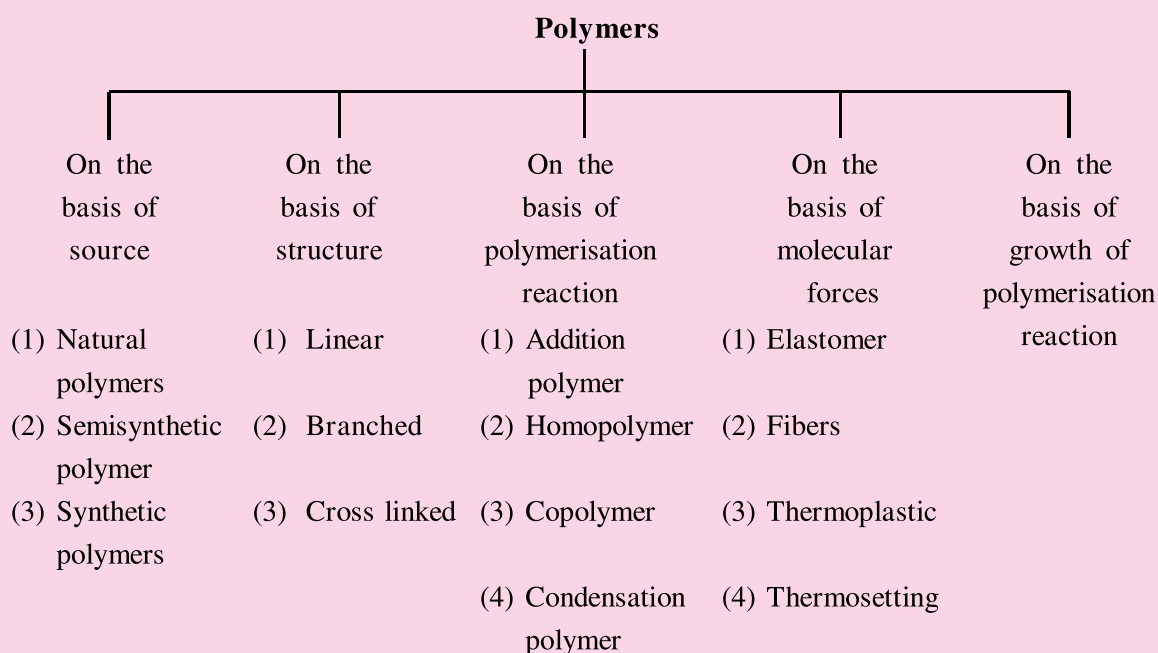 Polymers
On the
basis of
source
On the
basis of
structure
On the
basis of
polymerisation
reaction
On the
basis of
molecular
forces
On the
basis of
growth of
polymerisation
reaction
(1) Natural
polymers
(2) Semisynthetic
polymer
(3) Synthetic
polymers
(1) Linear
(2) Branched
(3) Cross linked
(1) Addition
polymer
(2) Homopolymer
(3) Copolymer
(4) Condensation
polymer
(1) Elastomer
(2) Fibers
(3) Thermoplastic
(4) Thermosetting